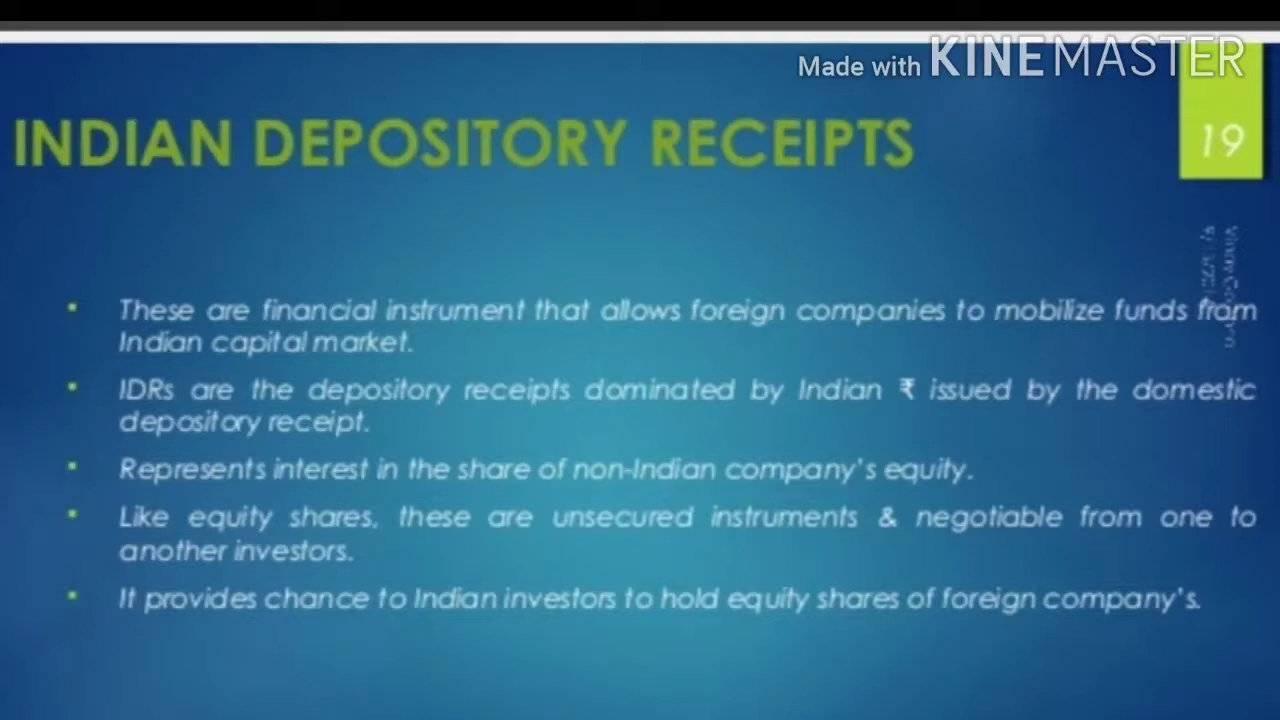 Made with KINEMASTER
INDIAN DEPOSITORY RECEIPTS
19
▪ These are financial instrument that allows foreign companies to mobilize funds from
Indian capital market.
▪ IDRs are the depository receipts dominated by Indian ₹ issued by the domestic
depository receipt.
▪ Represents interest in the share of non-Indian company's equity.
▪ Like equity shares, these are unsecured instruments & negotiable from one to
another investors.
▪ It provides chance to Indian investors to hold equity shares of foreign company's.